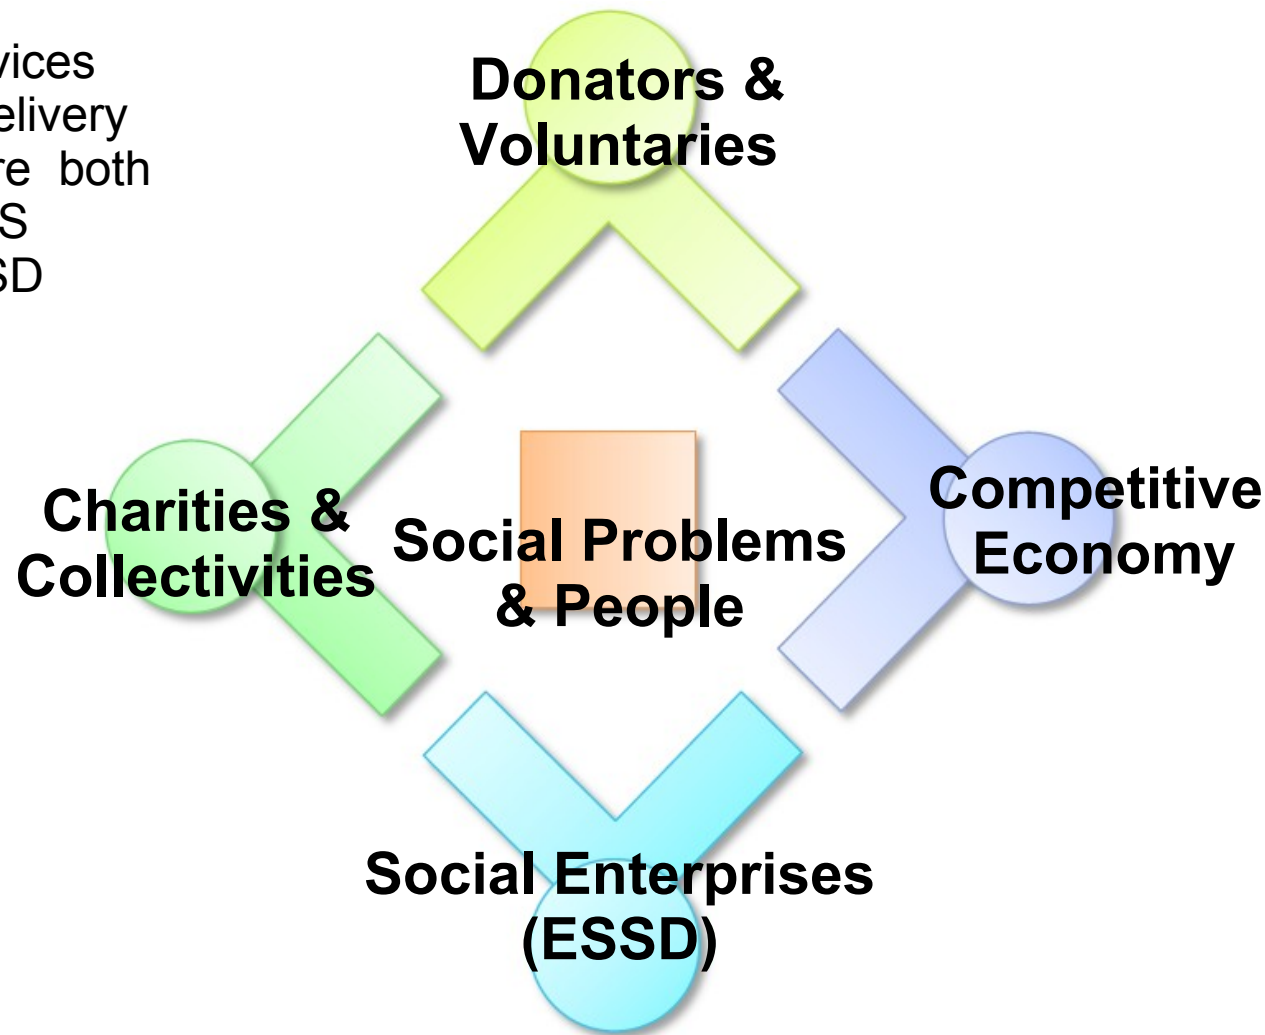 vices
elivery
re both
S
SD
Donators &
Voluntaries
Charities &
Collectivities
Social Problems
& People
Competitive
Economy
Social Enterprises
(ESSD)